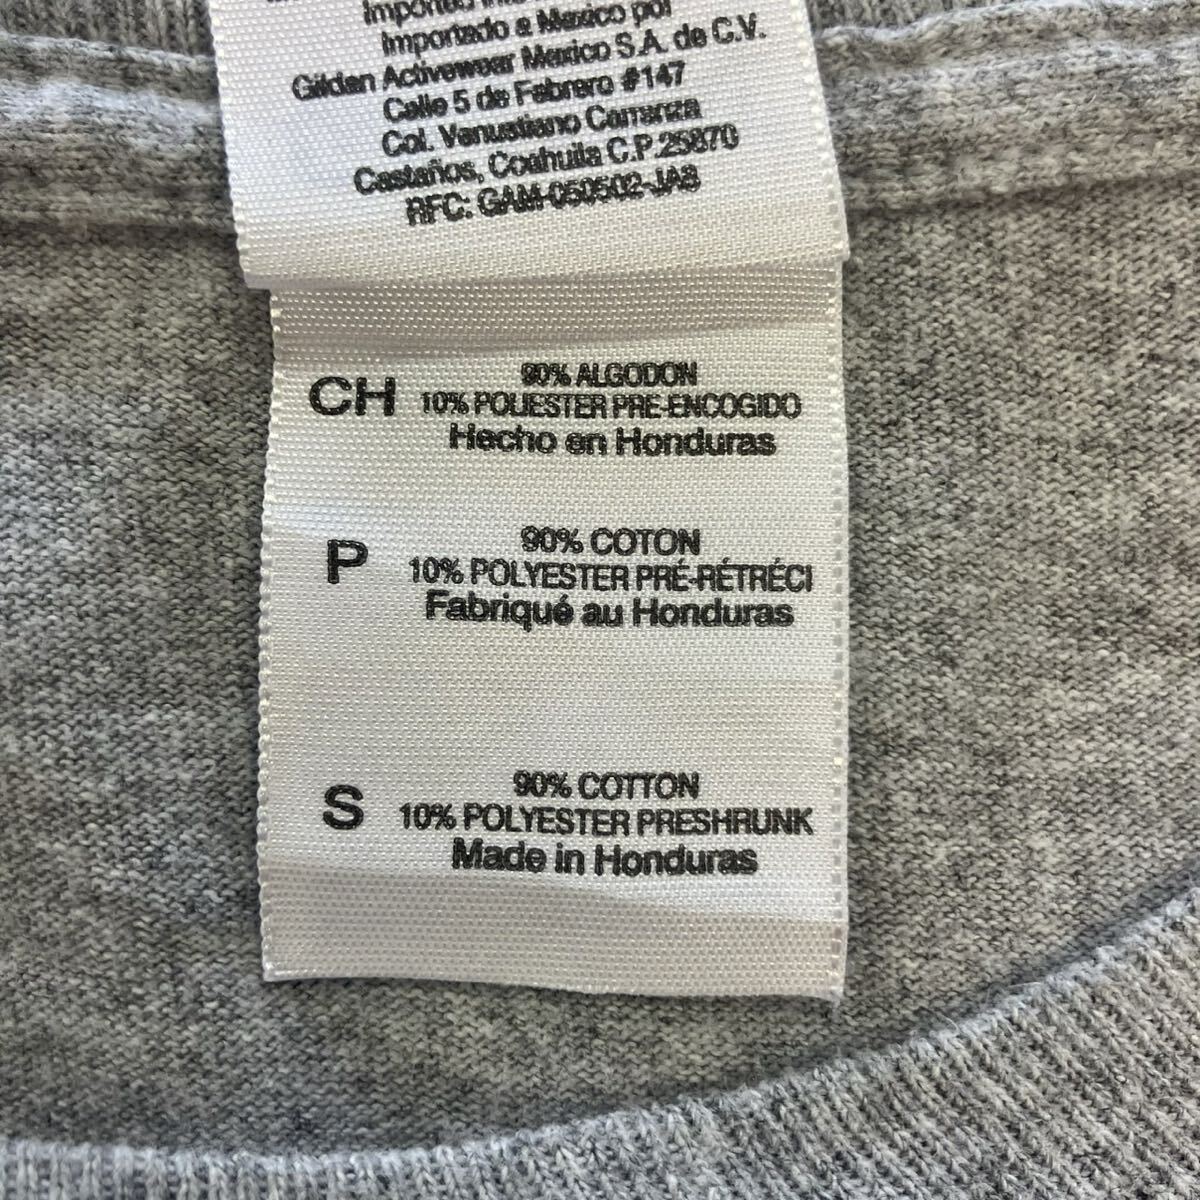 Importado a Mexico por
Gildan Activewear Mexico S.A. de C.V.
Calle 5 de Febrero #147
Col. Venustiano Carranza
Castaños, Coahuila C.P.25870
RFC: GAM-050502-JA8
CH
90% ALGODON
10% POLIESTER PRE-ENCOGIDO
Hecho en Honduras
P
90% COTON
10% POLYESTER PRÉ-RÉTRÉCI
Fabriqué au Honduras
S
90% COTTON
10% POLYESTER PRESHRUNK
Made in Honduras